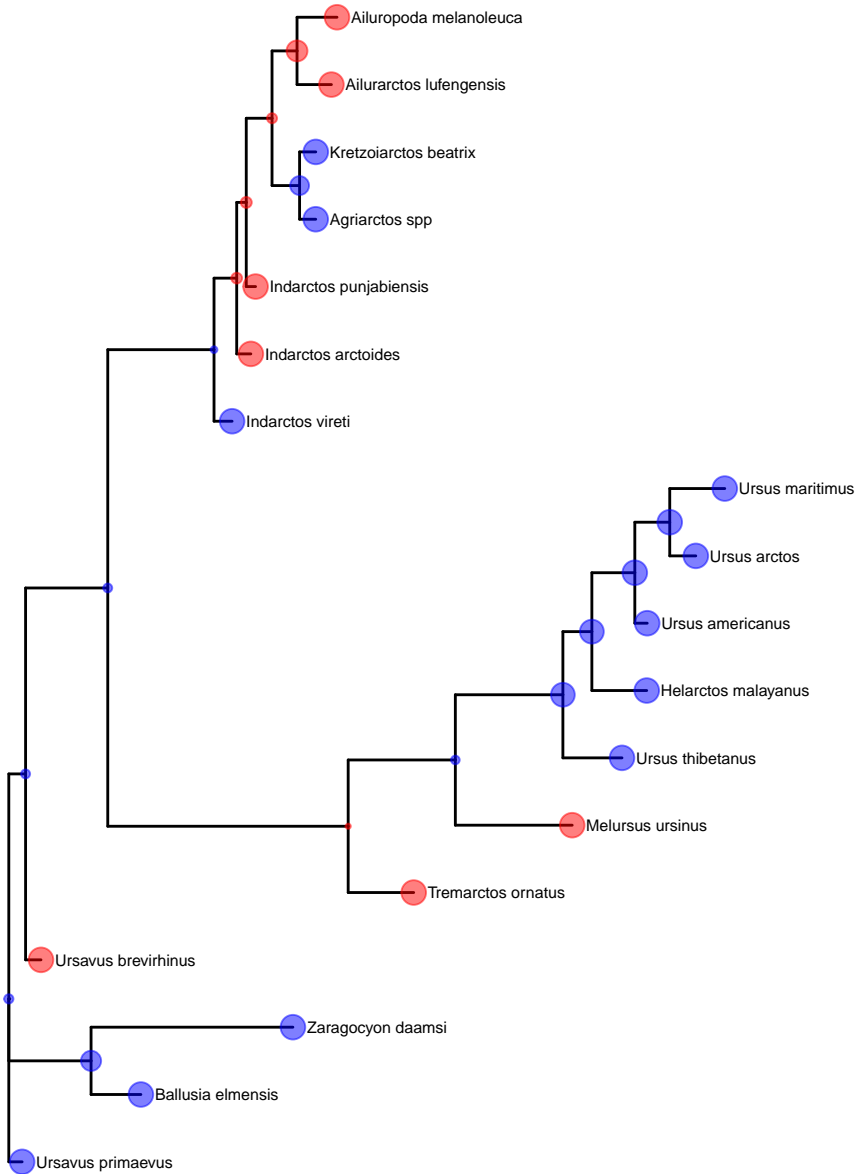 Ailuropoda melanoleuca
Ailurarctos lufengensis
Kretzoiarctos beatrix
Agriarctos spp
Indarctos punjabiensis
Indarctos arctoides
Indarctos vireti
Ursus maritimus
Ursus arctos
Ursus americanus
Helarctos malayanus
Ursus thibetanus
Melursus ursinus
Tremarctos ornatus
Ursavus brevirhinus
Zaragocyon daamsi
Ballusia elmensis
Ursavus primaevus